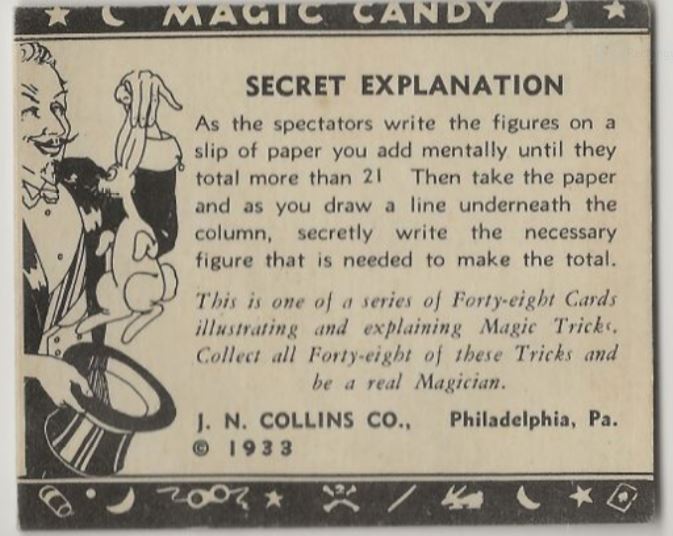 MAGIC CANDY
SECRET EXPLANATION
As the spectators write the figures on a
slip of paper you add mentally until they
total more than 21 Then take the paper
and as you draw a line underneath the
column, secretly write the necessary
figure that is needed to make the total.
This is one of a series of Forty-eight Cards
illustrating and explaining Magic Tricks.
Collect all Forty-eight of these Tricks and
be a real Magician.
J. N. COLLINS CO., Philadelphia, Pa.
© 1933